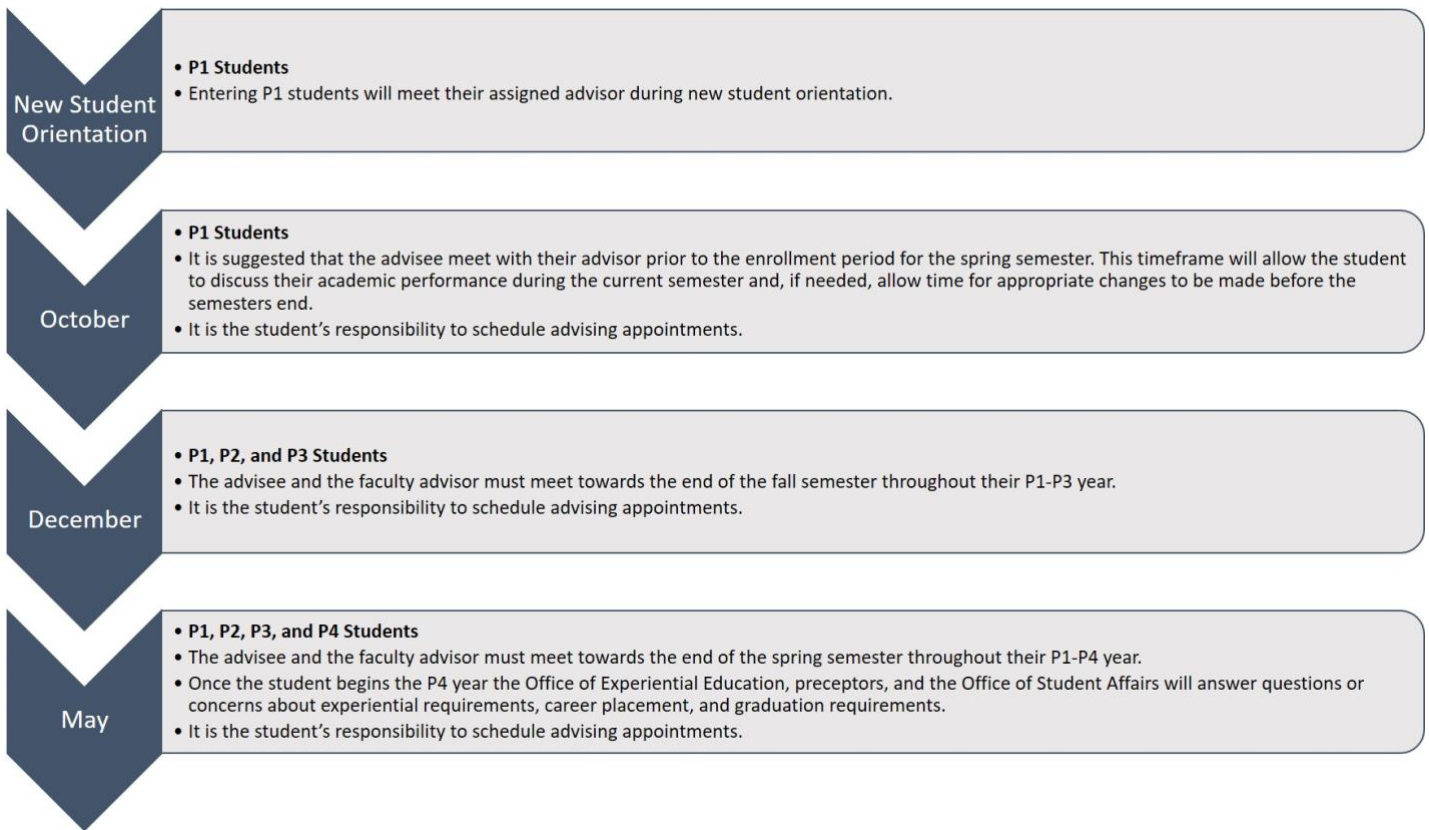 New Student
Orientation
• P1 Students
• Entering P1 students will meet their assigned advisor during new student orientation.
October
• P1 Students
• It is suggested that the advisee meet with their advisor prior to the enrollment period for the spring semester. This timeframe will allow the student
to discuss their academic performance during the current semester and, if needed, allow time for appropriate changes to be made before the
semesters end.
• It is the student’s responsibility to schedule advising appointments.
December
• P1, P2, and P3 Students
• The advisee and the faculty advisor must meet towards the end of the fall semester throughout their P1-P3 year.
• It is the student’s responsibility to schedule advising appointments.
May
• P1, P2, P3, and P4 Students
• The advisee and the faculty advisor must meet towards the end of the spring semester throughout their P1-P4 year.
• Once the student begins the P4 year the Office of Experiential Education, preceptors, and the Office of Student Affairs will answer questions or
concerns about experiential requirements, career placement, and graduation requirements.
• It is the student’s responsibility to schedule advising appointments.